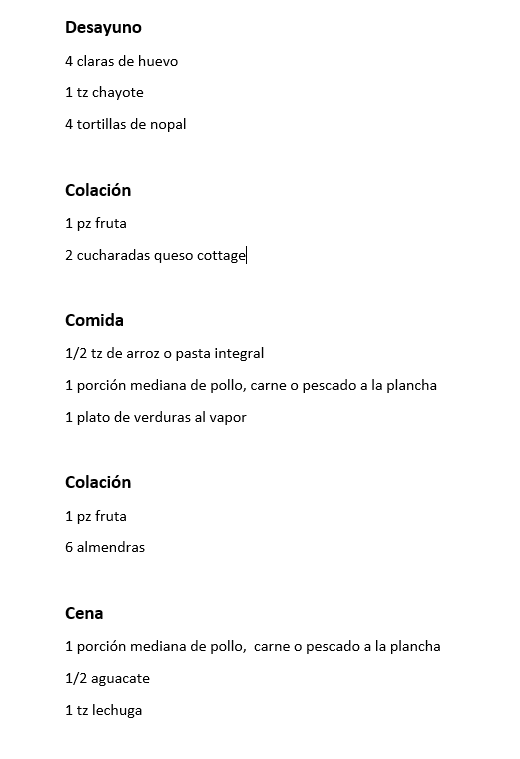 Desayuno
4 claras de huevo
1 tz chayote
4 tortillas de nopal
Colación
1 pz fruta
2 cucharadas queso cottage
Comida
1/2 tz de arroz o pasta integral
1 porción mediana de pollo, carne o pescado a la plancha
1 plato de verduras al vapor
Colación
1 pz fruta
6 almendras
Cena
1 porción mediana de pollo,  carne o pescado a la plancha
1/2 aguacate
1 tz lechuga